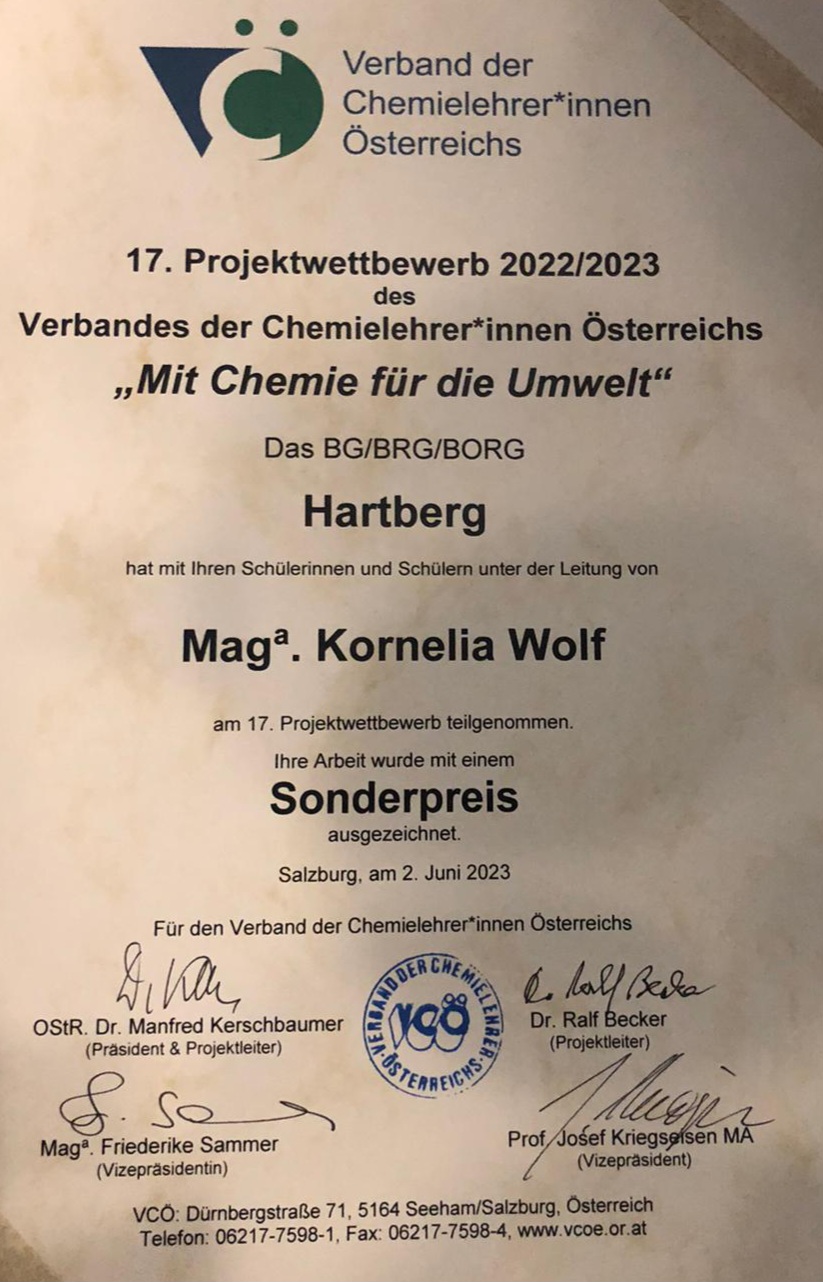 Verband der
Chemielehrer*innen
Österreichs
17. Projektwettbewerb 2022/2023
des
Verbandes der Chemielehrer*innen Österreichs
„Mit Chemie für die Umwelt“
Das BG/BRG/BORG
Hartberg
hat mit Ihren Schülerinnen und Schülern unter der Leitung von
Magª. Kornelia Wolf
am 17. Projektwettbewerb teilgenommen.
Ihre Arbeit wurde mit einem
Sonderpreis
ausgezeichnet.
Salzburg, am 2. Juni 2023
Für den Verband der Chemielehrer*innen Österreichs
VERBAND DER CHEMIELEHRER
VCÖ
ÖSTERREICHS
OStR. Dr. Manfred Kerschbaumer
(Präsident & Projektleiter)
Dr. Ralf Becker
(Projektleiter)
Magª. Friederike Sammer
(Vizepräsidentin)
Prof. Josef Kriegseisen MA
(Vizepräsident)
VCÖ: Dürnbergstraße 71, 5164 Seeham/Salzburg, Österreich
Telefon: 06217-7598-1, Fax: 06217-7598-4, www.vcoe.or.at